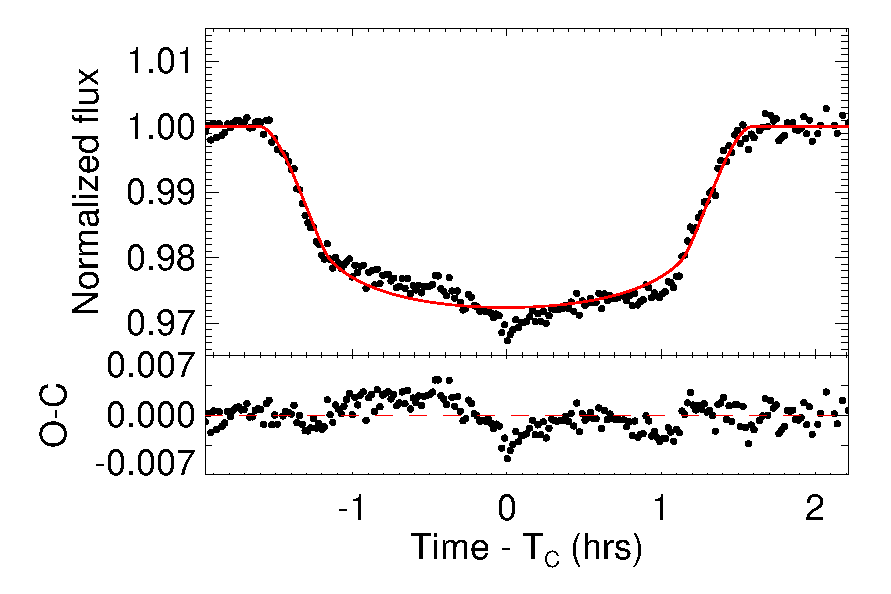 Normalized flux
1.01
1.00
0.99
0.98
0.97
O-C
0.007
0.000
-0.007
-1 0 1 2
Time - T_C (hrs)